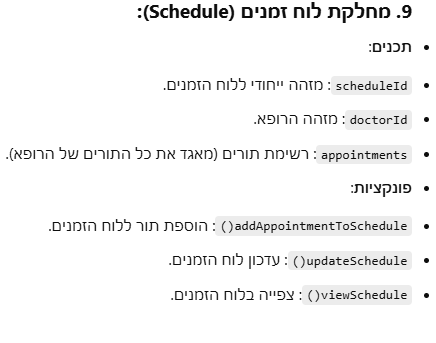 9. מחלקת לוח זמנים (Schedule):
תכנים:
scheduleId: מזהה ייחודי ללוח הזמנים.
doctorId: מזהה הרופא.
appointments: רשימת תורים (מאגד את כל התורים של הרופא).
פונקציות:
addAppointmentToSchedule(): הוספת תור ללוח הזמנים.
updateSchedule(): עדכון לוח הזמנים.
viewSchedule(): צפייה בלוח הזמנים.